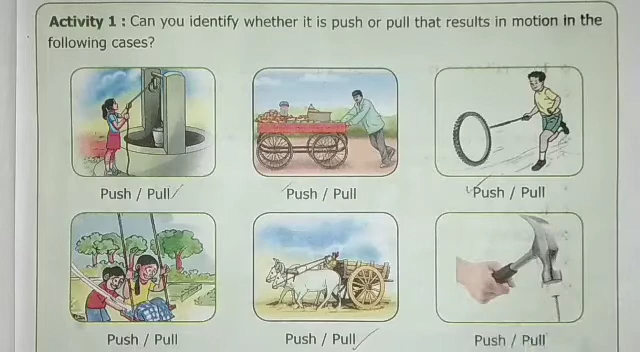 Activity 1 : Can you identify whether it is push or pull that results in motion in the
following cases?
Push / Pull
Push / Pull
Push / Pull
Push / Pull
Push / Pull
Push / Pull